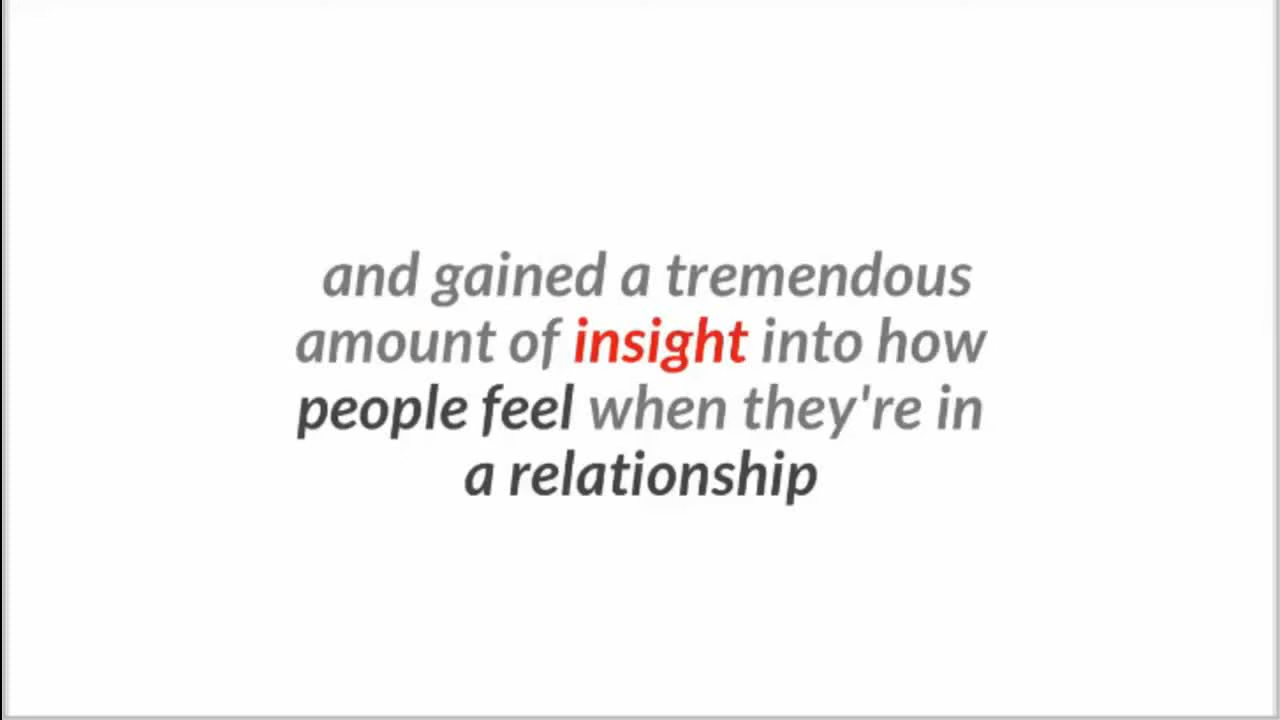 and gained a tremendous
amount of insight into how
people feel when they're in
a relationship